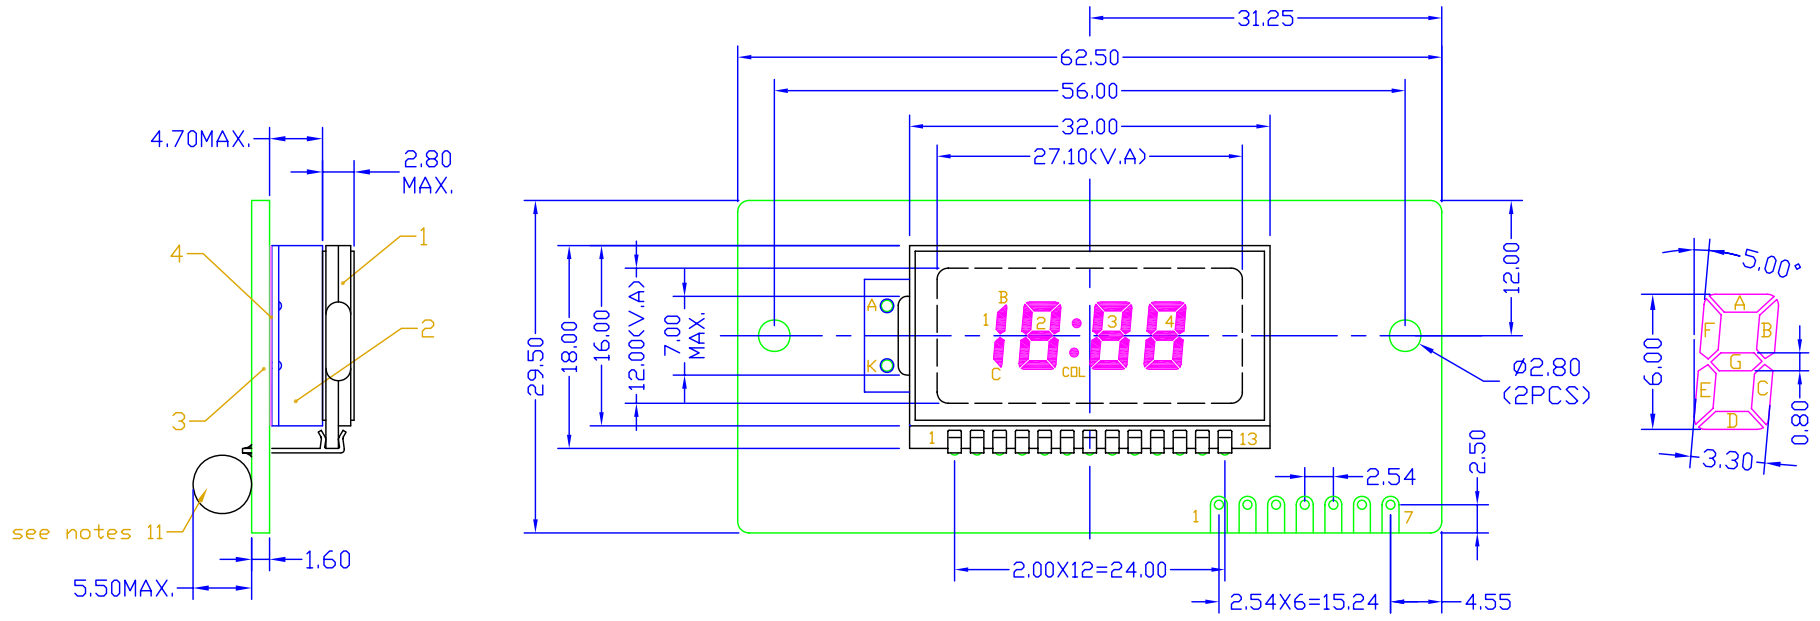 31.25
62.50
56.00
32.00
27.10(V.A)
4.70MAX.
2.80
MAX.
1
4
2
3
see notes 11
1.60
5.50MAX.
29.50
18.00
16.00
12.00(V.A)
7.00
MAX.
A
K
B
1
2
3
4
C
COL
1
13
12.00
Ø2.80
(2PCS)
2.50
2.54
1
7
2.00X12=24.00
2.54X6=15.24
4.55
5.00°
A
F
B
G
E
C
D
6.00
0.80
3.30